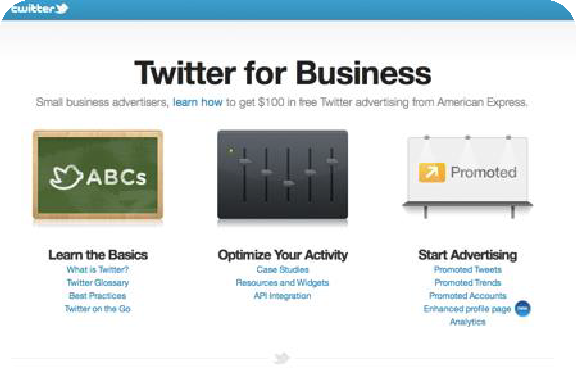 twitter
Twitter for Business
Small business advertisers, learn how to get $100 in free Twitter advertising from American Express.
ABCs
Promoted
Learn the Basics
What is Twitter?
Twitter Glossary
Best Practices
Twitter on the Go
Optimize Your Activity
Case Studies
Resources and Widgets
API Integration
Start Advertising
Promoted Tweets
Promoted Trends
Promoted Accounts
Enhanced profile page
Analytics